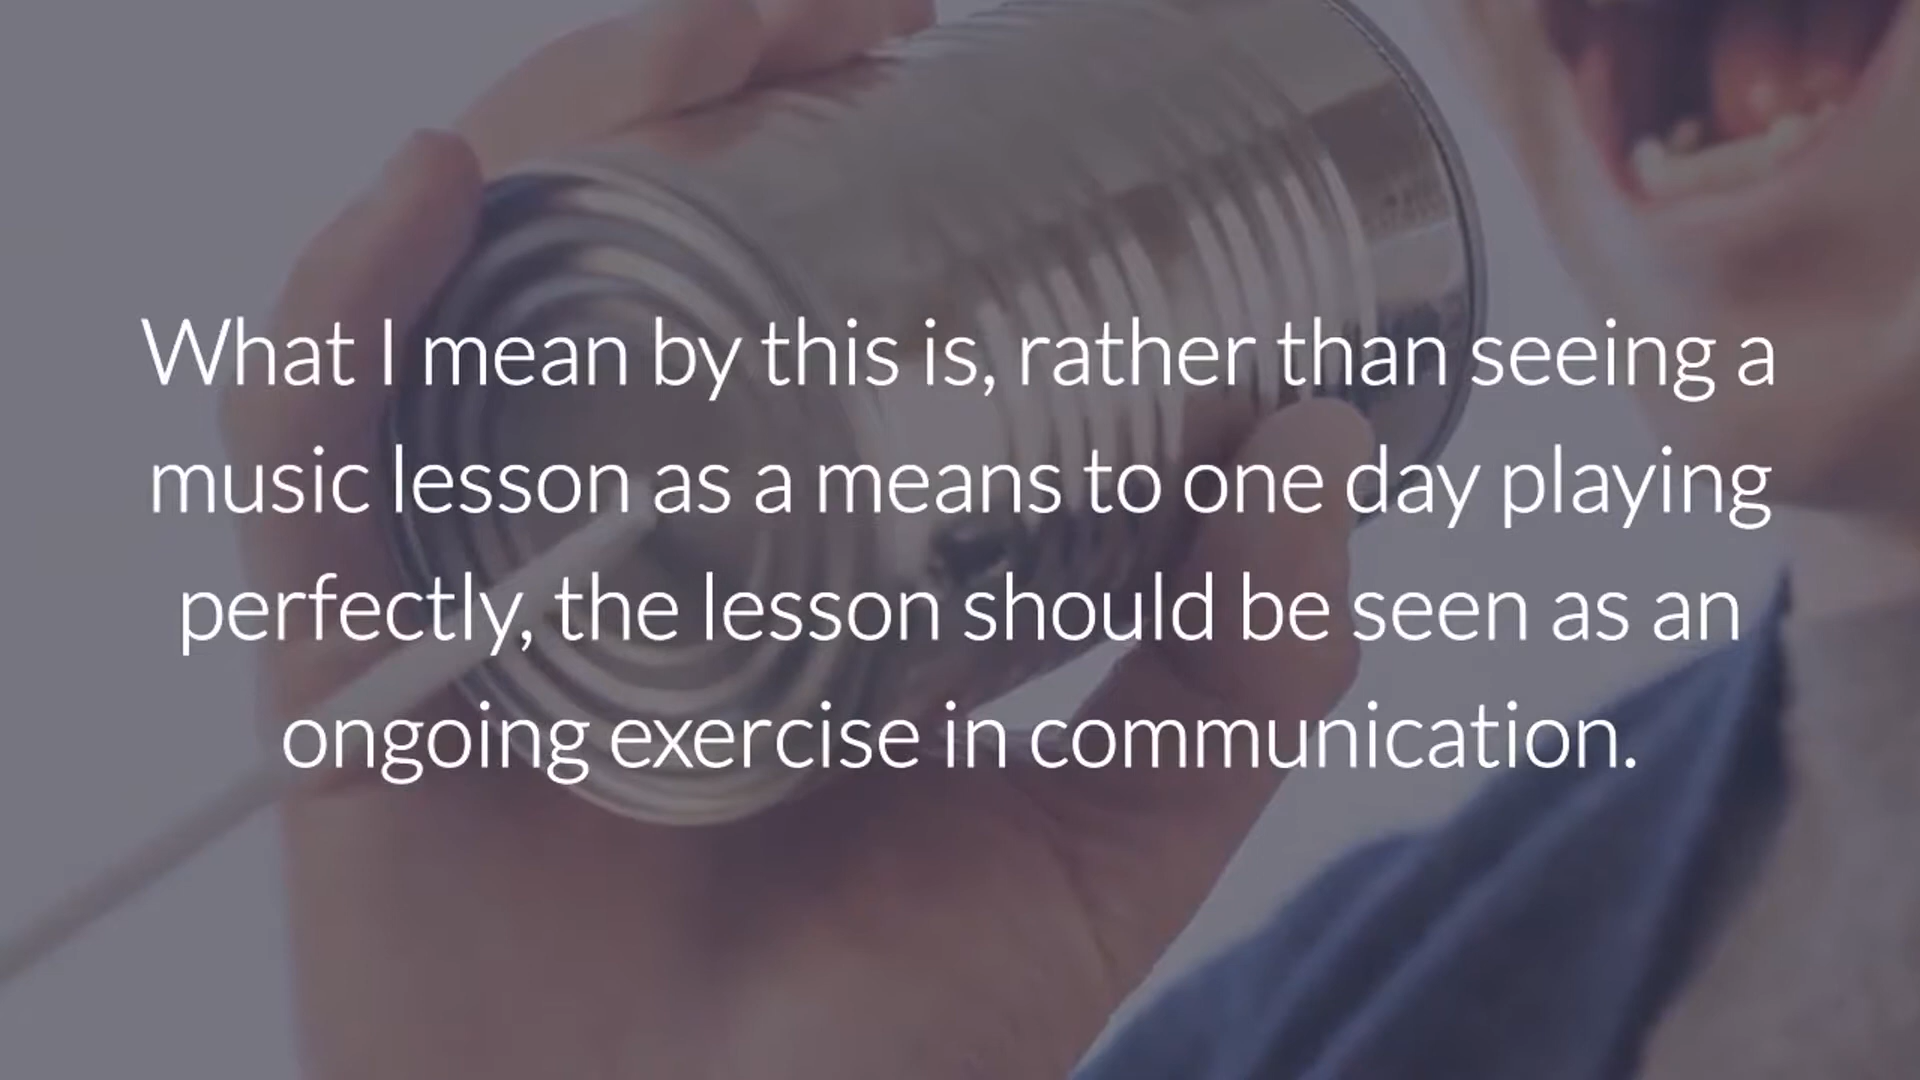 What I mean by this is, rather than seeing a
music lesson as a means to one day playing
perfectly, the lesson should be seen as an
ongoing exercise in communication.